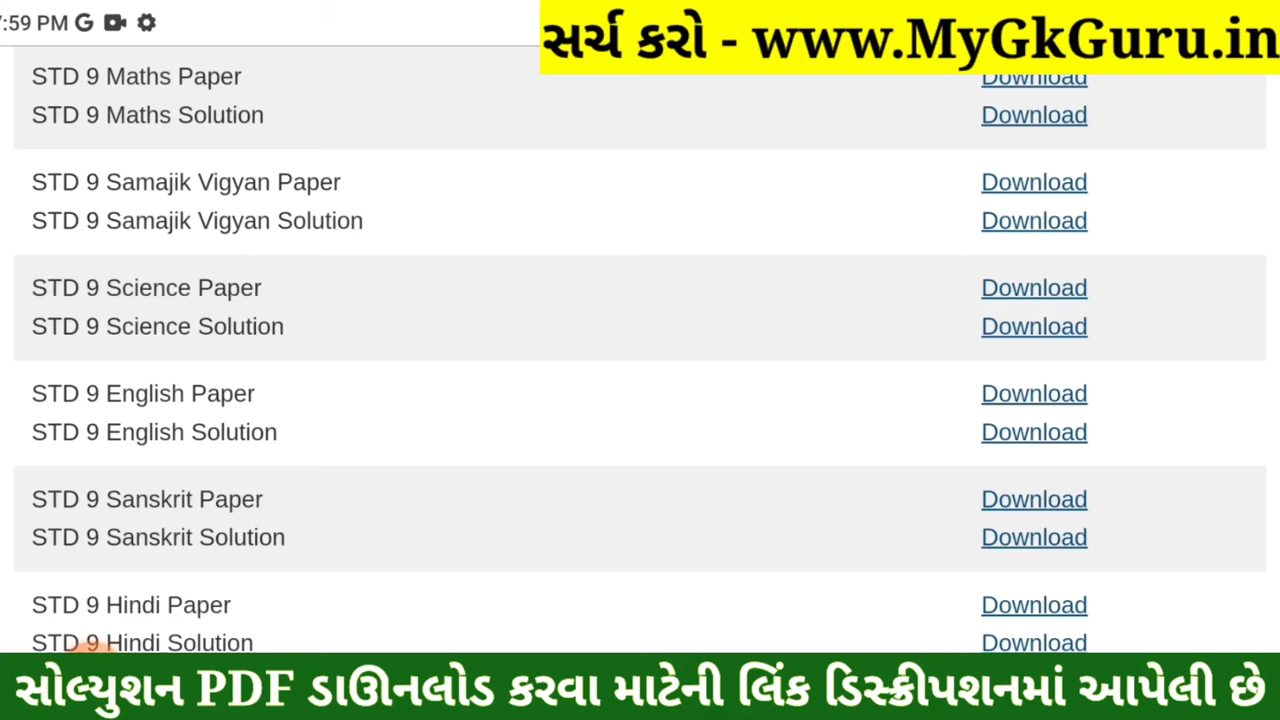 :59 PM G
સર્ચ કરો - www.MyGkGuru.in
STD 9 Maths Paper Download
STD 9 Maths Solution Download
STD 9 Samajik Vigyan Paper Download
STD 9 Samajik Vigyan Solution Download
STD 9 Science Paper Download
STD 9 Science Solution Download
STD 9 English Paper Download
STD 9 English Solution Download
STD 9 Sanskrit Paper Download
STD 9 Sanskrit Solution Download
STD 9 Hindi Paper Download
STD 9 Hindi Solution Download
સોલ્યુશન PDF ડાઊનલોડ કરવા માટેની લિંક ડિસ્ક્રીપશનમાં આપેલી છે